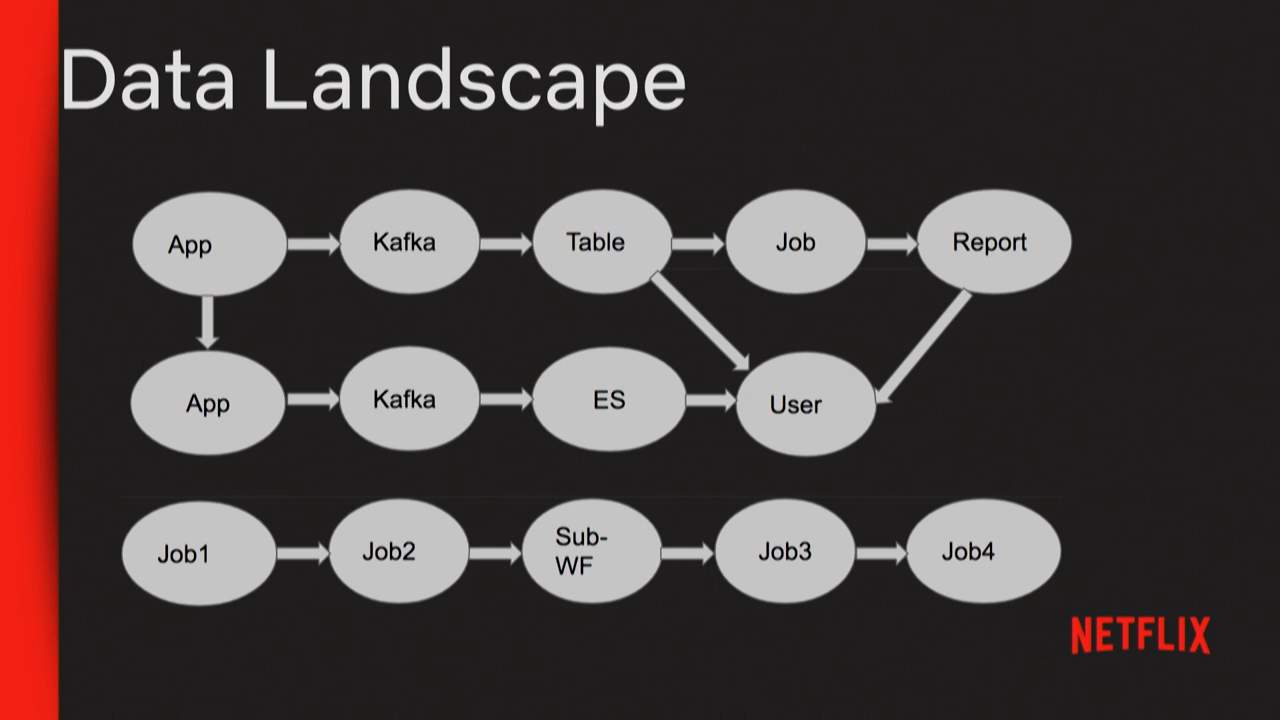 Data Landscape
App
Kafka
Table
Job
Report
App
Kafka
ES
User
Job1
Job2
Sub-
WF
Job3
Job4
NETFLIX